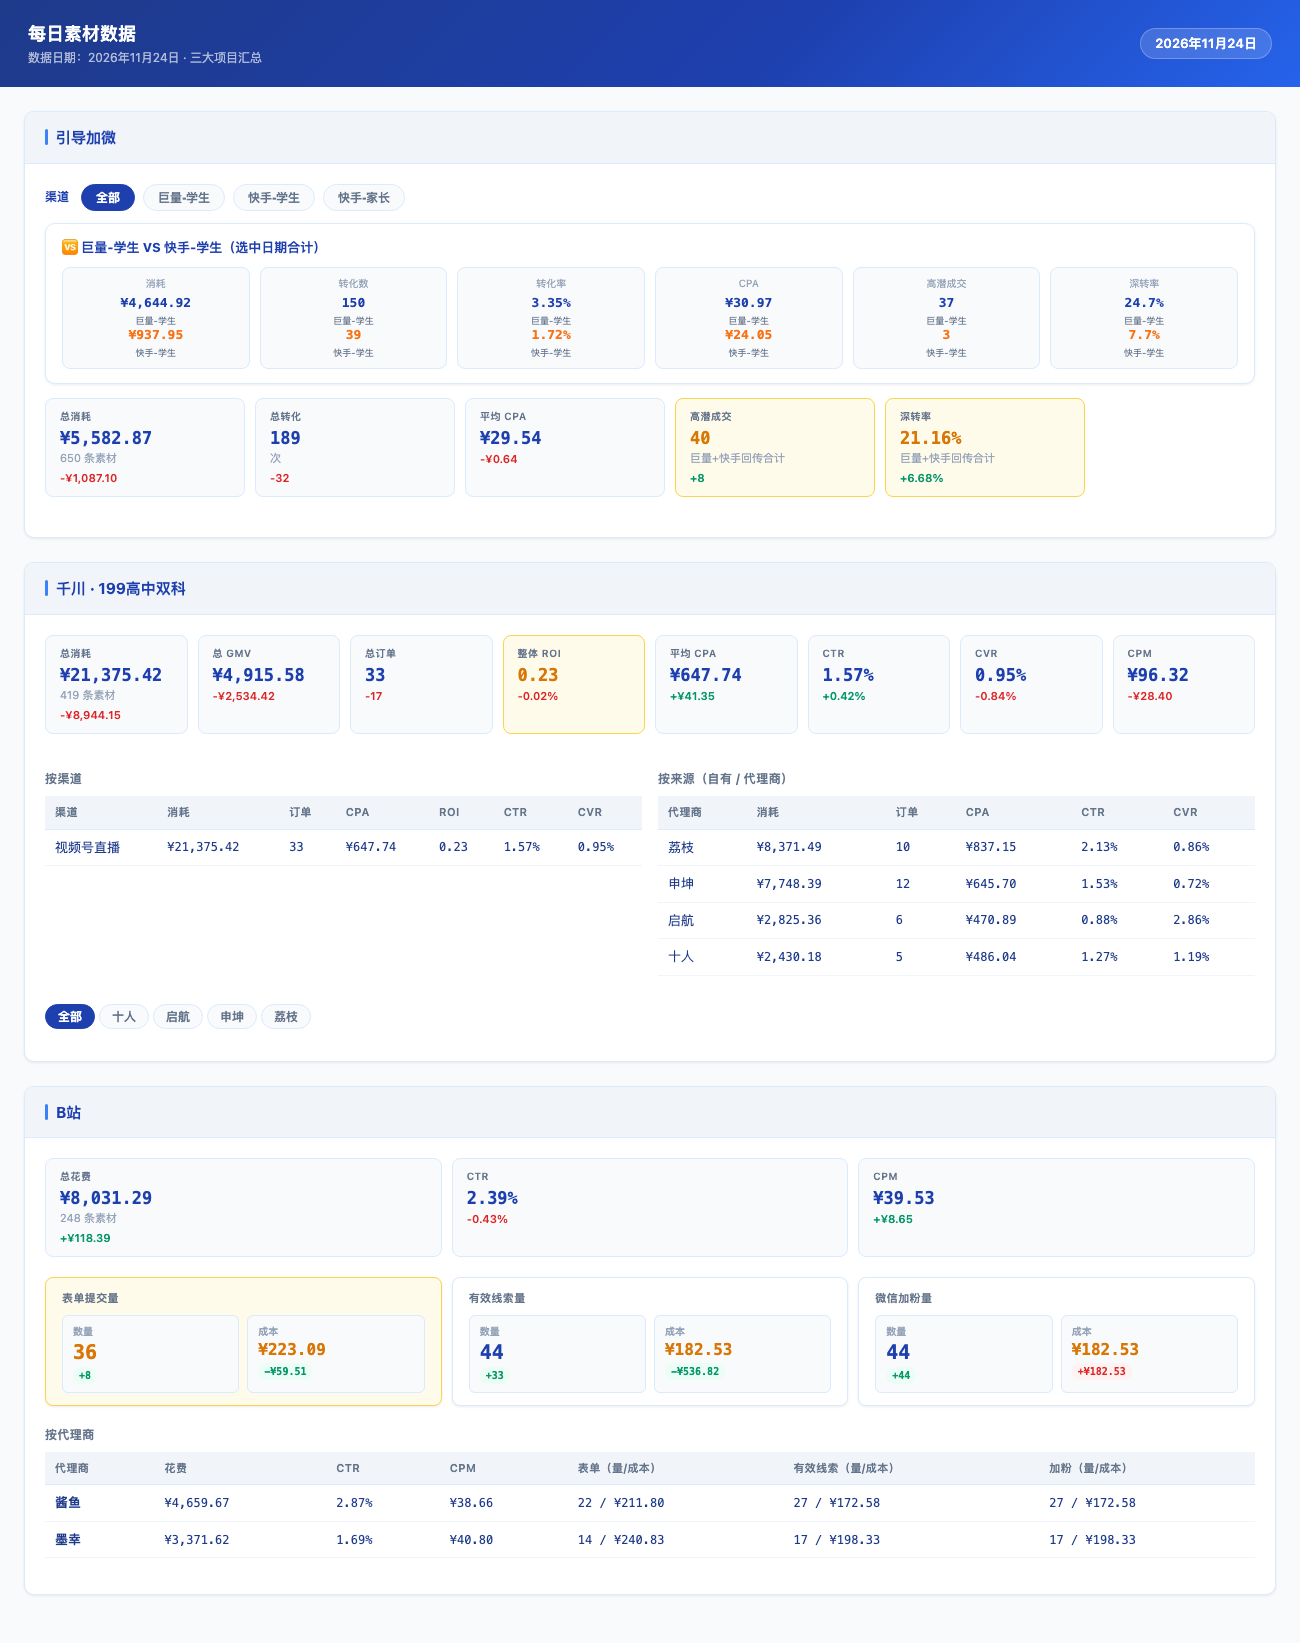 每日素材数据
数据日期：2026年11月24日 · 三大项目汇总
2026年11月24日
引导加微
渠道 全部 巨量-学生 快手-学生 快手-家长
🆚 巨量-学生 VS 快手-学生（选中日期合计）
消耗
¥4,644.92
巨量-学生
¥937.95
快手-学生
转化数
150
巨量-学生
39
快手-学生
转化率
3.35%
巨量-学生
1.72%
快手-学生
CPA
¥30.97
巨量-学生
¥24.05
快手-学生
高潜成交
37
巨量-学生
3
快手-学生
深转率
24.7%
巨量-学生
7.7%
快手-学生
总消耗
¥5,582.87
650 条素材
-¥1,087.10
总转化
189
次
-32
平均 CPA
¥29.54
-¥0.64
高潜成交
40
巨量+快手回传合计
+8
深转率
21.16%
巨量+快手回传合计
+6.68%
千川 · 199高中双科
总消耗
¥21,375.42
419 条素材
-¥8,944.15
总 GMV
¥4,915.58
-¥2,534.42
总订单
33
-17
整体 ROI
0.23
-0.02%
平均 CPA
¥647.74
+¥41.35
CTR
1.57%
+0.42%
CVR
0.95%
-0.84%
CPM
¥96.32
-¥28.40
按渠道
渠道 消耗 订单 CPA ROI CTR CVR
视频号直播 ¥21,375.42 33 ¥647.74 0.23 1.57% 0.95%
按来源（自有 / 代理商）
代理商 消耗 订单 CPA CTR CVR
荔枝 ¥8,371.49 10 ¥837.15 2.13% 0.86%
申坤 ¥7,748.39 12 ¥645.70 1.53% 0.72%
启航 ¥2,825.36 6 ¥470.89 0.88% 2.86%
十人 ¥2,430.18 5 ¥486.04 1.27% 1.19%
全部 十人 启航 申坤 荔枝
B站
总花费
¥8,031.29
248 条素材
+¥118.39
CTR
2.39%
-0.43%
CPM
¥39.53
+¥8.65
表单提交量
数量
36
+8
成本
¥223.09
−¥59.51
有效线索量
数量
44
+33
成本
¥182.53
−¥536.82
微信加粉量
数量
44
+44
成本
¥182.53
+¥182.53
按代理商
代理商 花费 CTR CPM 表单（量/成本） 有效线索（量/成本） 加粉（量/成本）
酱鱼 ¥4,659.67 2.87% ¥38.66 22 / ¥211.80 27 / ¥172.58 27 / ¥172.58
墨幸 ¥3,371.62 1.69% ¥40.80 14 / ¥240.83 17 / ¥198.33 17 / ¥198.33